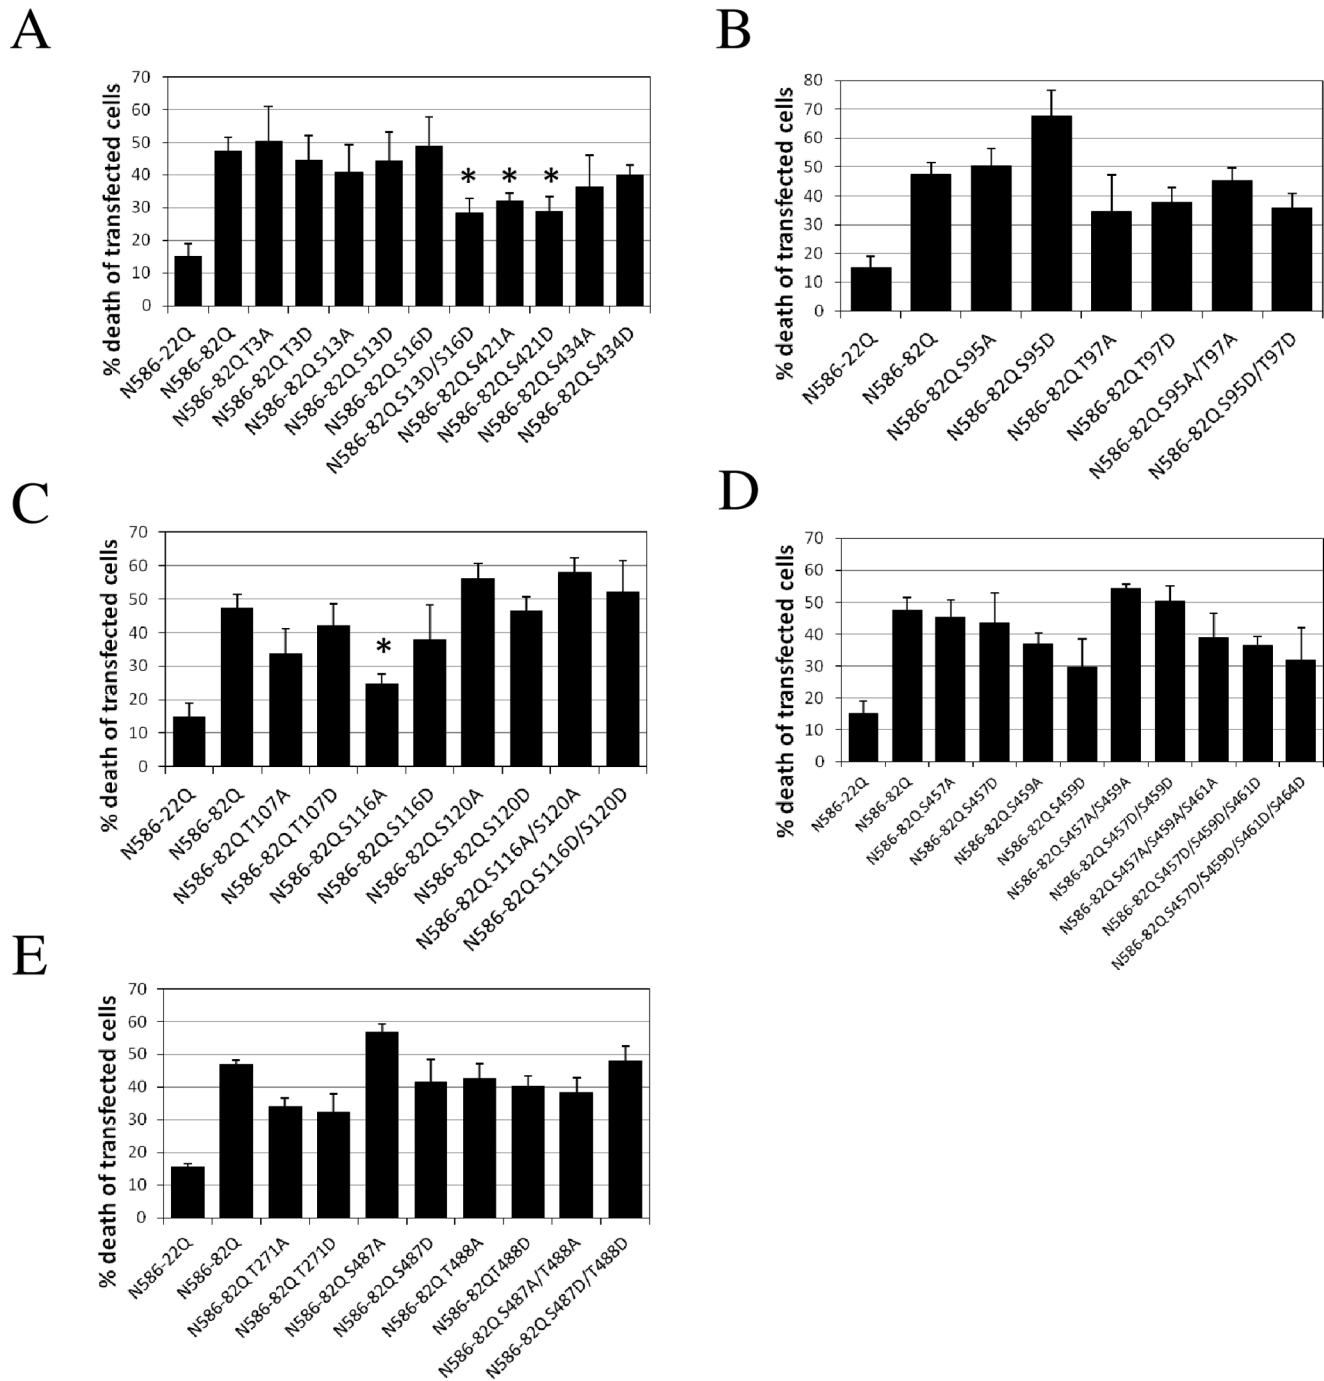 A
% death of transfected cells
70
60
50
40
30
20
10
0
* * *
N586-22Q
N586-82Q
N586-82Q T3A
N586-82Q T3D
N586-82Q S13A
N586-82Q S13D
N586-82Q S16D
N586-82Q S13D/S16D
N586-82Q S421A
N586-82Q S421D
N586-82Q S434A
N586-82Q S434D
B
% death of transfected cells
80
70
60
50
40
30
20
10
0
N586-22Q
N586-82Q
N586-82Q S95A
N586-82Q S95D
N586-82Q T97A
N586-82Q T97D
N586-82Q S95A/T97A
N586-82Q S95D/T97D
C
% death of transfected cells
70
60
50
40
30
20
10
0
*
N586-22Q
N586-82Q
N586-82Q T107A
N586-82Q T107D
N586-82Q S116A
N586-82Q S116D
N586-82Q S120A
N586-82Q S120D
N586-82Q S116A/S120A
N586-82Q S116D/S120D
D
% death of transfected cells
70
60
50
40
30
20
10
0
N586-22Q
N586-82Q
N586-82Q S457A
N586-82Q S457D
N586-82Q S459A
N586-82Q S459D
N586-82Q S457A/S459A
N586-82Q S457D/S459D
N586-82Q S457A/S459A/S461A
N586-82Q S457D/S459D/S461D
N586-82Q S457D/S459D/S461D/S464D
E
% death of transfected cells
70
60
50
40
30
20
10
0
N586-22Q
N586-82Q
N586-82Q T271A
N586-82Q T271D
N586-82Q S487A
N586-82Q S487D
N586-82Q T488A
N586-82QT488D
N586-82Q S487A/T488A
N586-82Q S487D/T488D